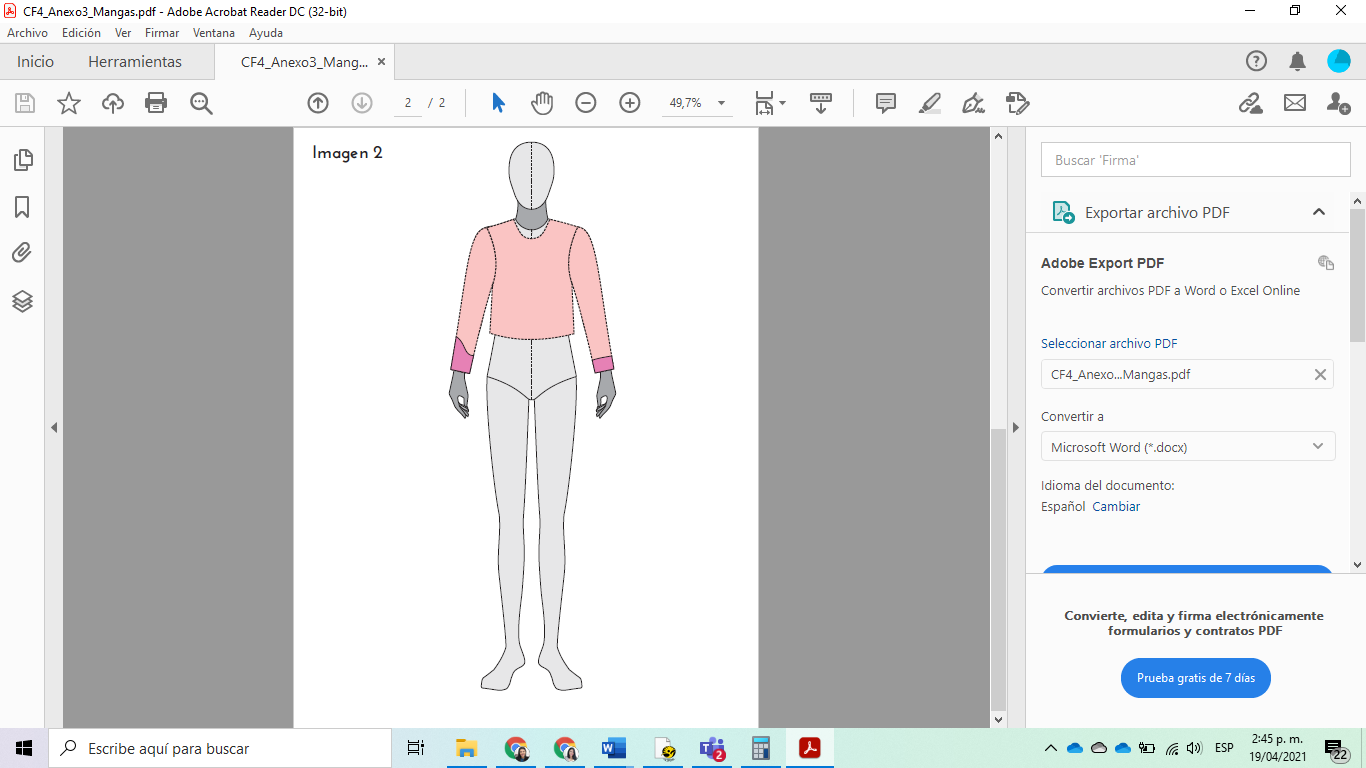 CF4_Anexo3_Mangas.pdf - Adobe Acrobat Reader DC (32-bit)
Archivo Edición Ver Firmar Ventana Ayuda
Inicio Herramientas CF4_Anexo3_Mang... ×
2 / 2 49,7%
Imagen 2
Buscar 'Firma'
Exportar archivo PDF
Adobe Export PDF
Convertir archivos PDF a Word o Excel Online
Seleccionar archivo PDF
CF4_Anexo...Mangas.pdf
Convertir a
Microsoft Word (*.docx)
Idioma del documento:
Español Cambiar
Convierte, edita y firma electrónicamente
formularios y contratos PDF
Prueba gratis de 7 días
Escribe aquí para buscar
2
ESP
2:45 p. m.
19/04/2021
22